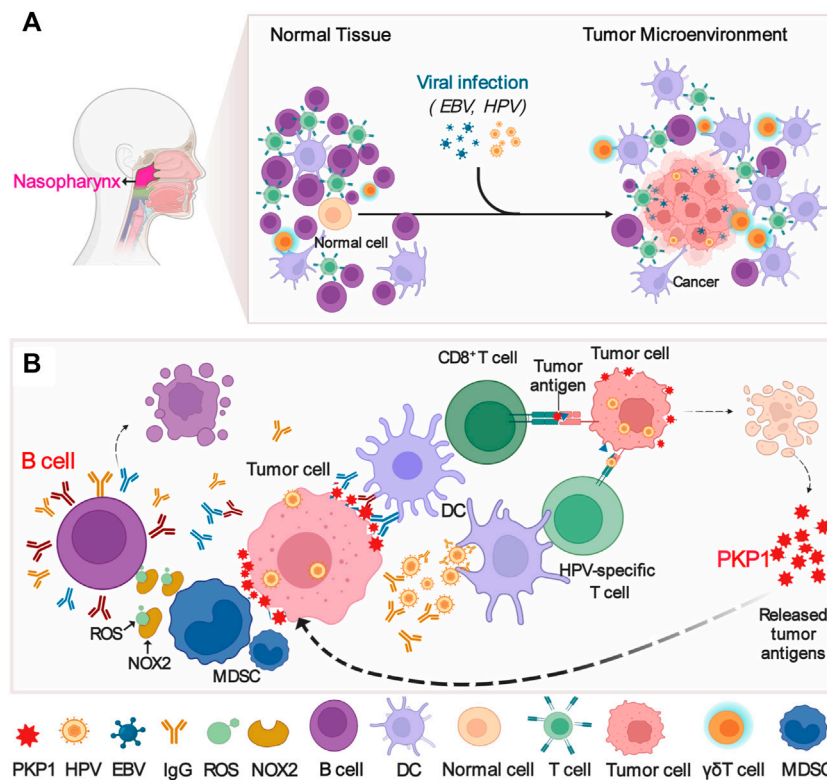 A
Normal Tissue
Tumor Microenvironment
Viral infection
( EBV, HPV)
Nasopharynx
Normal cell
Cancer
B
CD8+ T cell
Tumor cell
Tumor
antigen
B cell
Tumor cell
DC
PKP1
HPV-specific
T cell
Released
tumor
antigens
ROS
NOX2
MDSC
PKP1 HPV EBV IgG ROS NOX2 B cell DC Normal cell T cell Tumor cell γδT cell MDSC